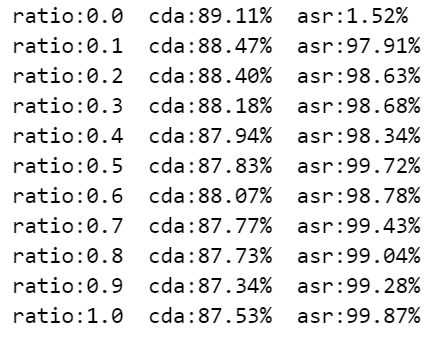 ratio:0.0  cda:89.11%  asr:1.52%
ratio:0.1  cda:88.47%  asr:97.91%
ratio:0.2  cda:88.40%  asr:98.63%
ratio:0.3  cda:88.18%  asr:98.68%
ratio:0.4  cda:87.94%  asr:98.34%
ratio:0.5  cda:87.83%  asr:99.72%
ratio:0.6  cda:88.07%  asr:98.78%
ratio:0.7  cda:87.77%  asr:99.43%
ratio:0.8  cda:87.73%  asr:99.04%
ratio:0.9  cda:87.34%  asr:99.28%
ratio:1.0  cda:87.53%  asr:99.87%